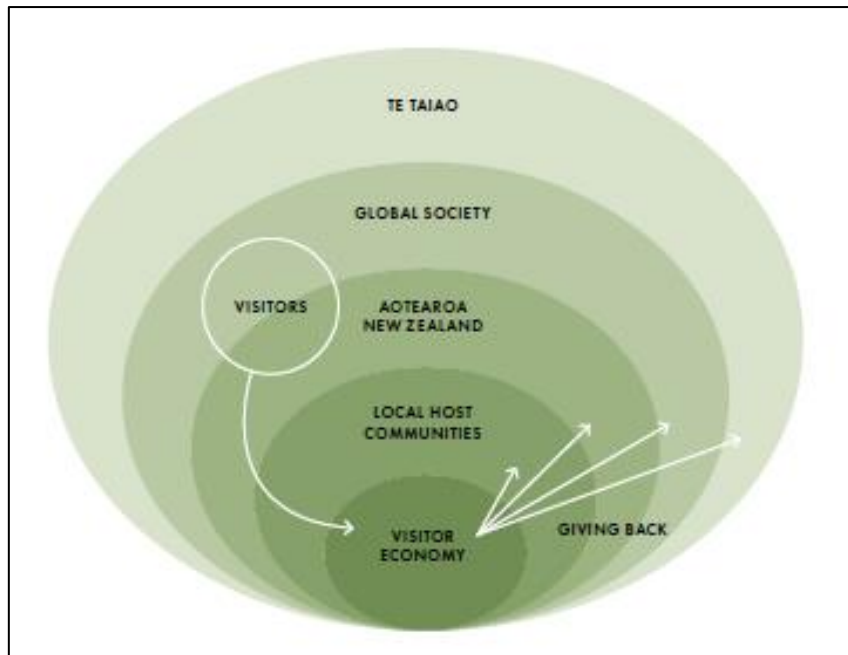 TE TAIAO
GLOBAL SOCIETY
VISITORS
AOTEAROA
NEW ZEALAND
LOCAL HOST
COMMUNITIES
VISITOR
ECONOMY
GIVING BACK